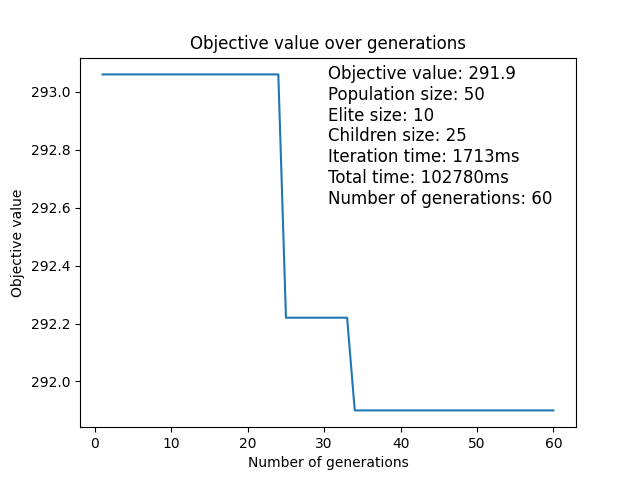 Objective value over generations
Objective value: 291.9
Population size: 50
Elite size: 10
Children size: 25
Iteration time: 1713ms
Total time: 102780ms
Number of generations: 60
Objective value
293.0
292.8
292.6
292.4
292.2
292.0
0 10 20 30 40 50 60
Number of generations